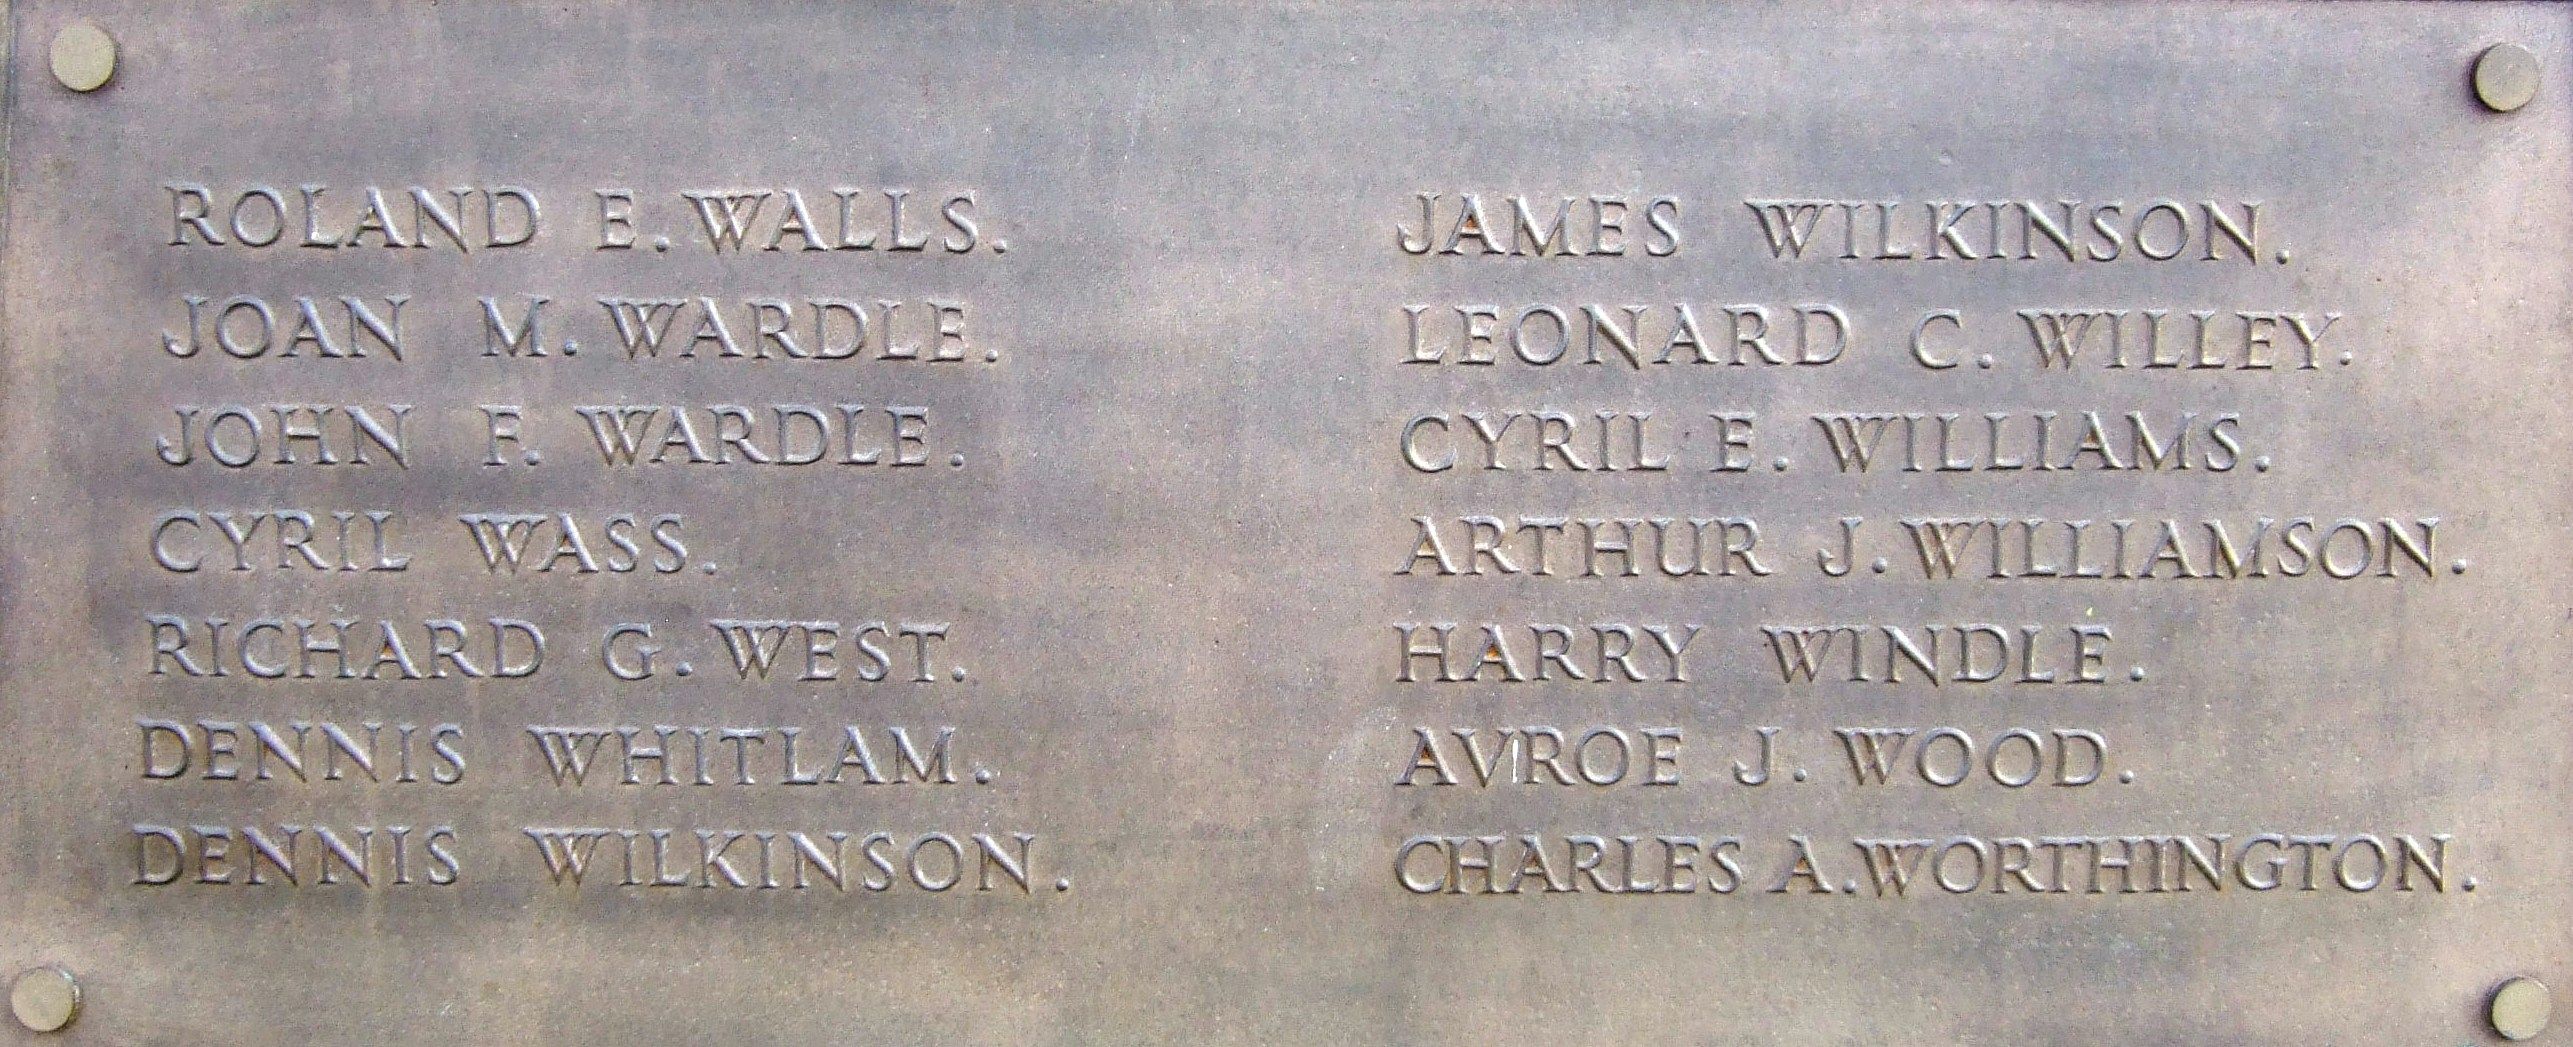 ROLAND E. WALLS.
JOAN M. WARDLE.
JOHN F. WARDLE.
CYRIL WASS.
RICHARD G. WEST.
DENNIS WHITLAM.
DENNIS WILKINSON.
JAMES WILKINSON.
LEONARD C. WILLEY.
CYRIL E. WILLIAMS.
ARTHUR J. WILLIAMSON.
HARRY WINDLE.
AVROE J. WOOD.
CHARLES A. WORTHINGTON.